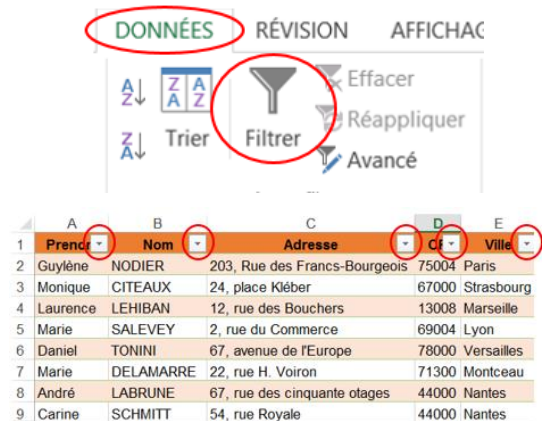 DONNÉES RÉVISION AFFICHAG
A Z Z A A Z Effacer
Z A Trier Filtrer Réappliquer
Avancé
A B C D E
1 Prenor Nom Adresse CP Ville
2 Guylène NODIER 203, Rue des Francs-Bourgeois 75004 Paris
3 Monique CITEAUX 24, place Kléber 67000 Strasbourg
4 Laurence LEHIBAN 12, rue des Bouchers 13008 Marseille
5 Marie SALEVEY 2, rue du Commerce 69004 Lyon
6 Daniel TONINI 67, avenue de l'Europe 78000 Versailles
7 Marie DELAMARRE 22, rue H. Voiron 71300 Montceau
8 André LABRUNE 67, rue des cinquante otages 44000 Nantes
9 Carine SCHMITT 54, rue Royale 44000 Nantes